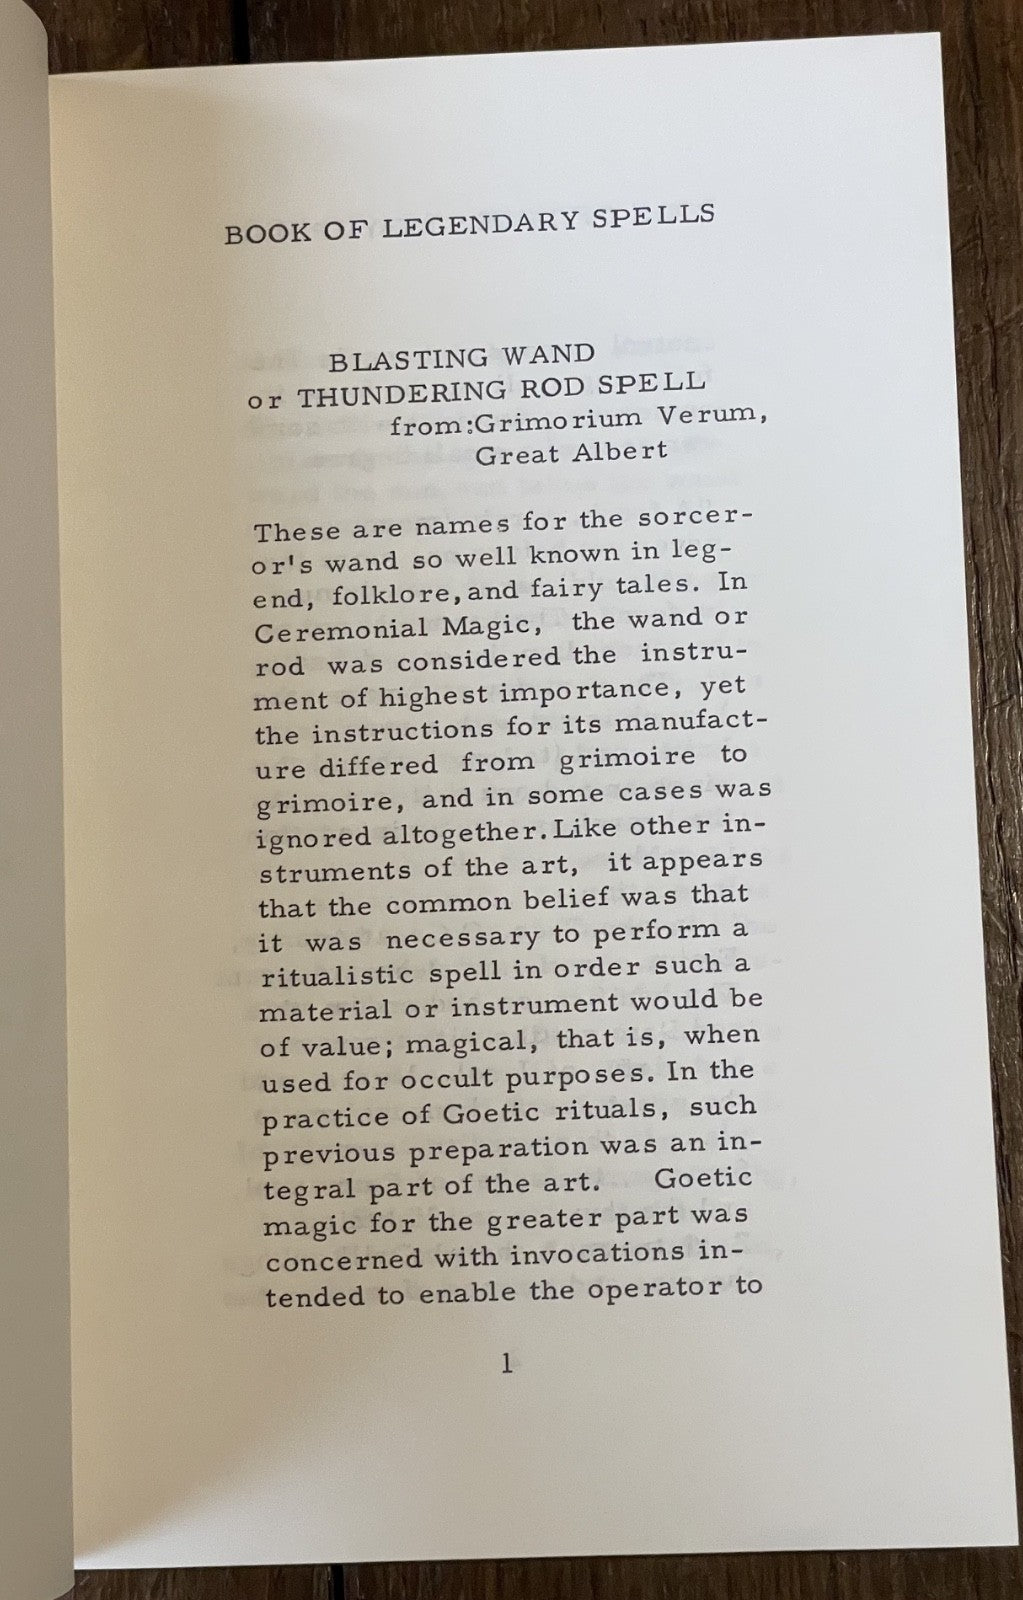 BOOK OF LEGENDARY SPELLS
BLASTING WAND
or THUNDERING ROD SPELL
from:Grimorium Verum,
Great Albert
These are names for the sorcer-
or's wand so well known in leg-
end, folklore,and fairy tales. In
Ceremonial Magic, the wand or
rod was considered the instru-
ment of highest importance, yet
the instructions for its manufact-
ure differed from grimoire to
grimoire, and in some cases was
ignored altogether.Like other in-
struments of the art, it appears
that the common belief was that
it was necessary to perform a
ritualistic spell in order such a
material or instrument would be
of value; magical, that is, when
used for occult purposes. In the
practice of Goetic rituals, such
previous preparation was an in-
tegral part of the art. Goetic
magic for the greater part was
concerned with invocations in-
tended to enable the operator to
1